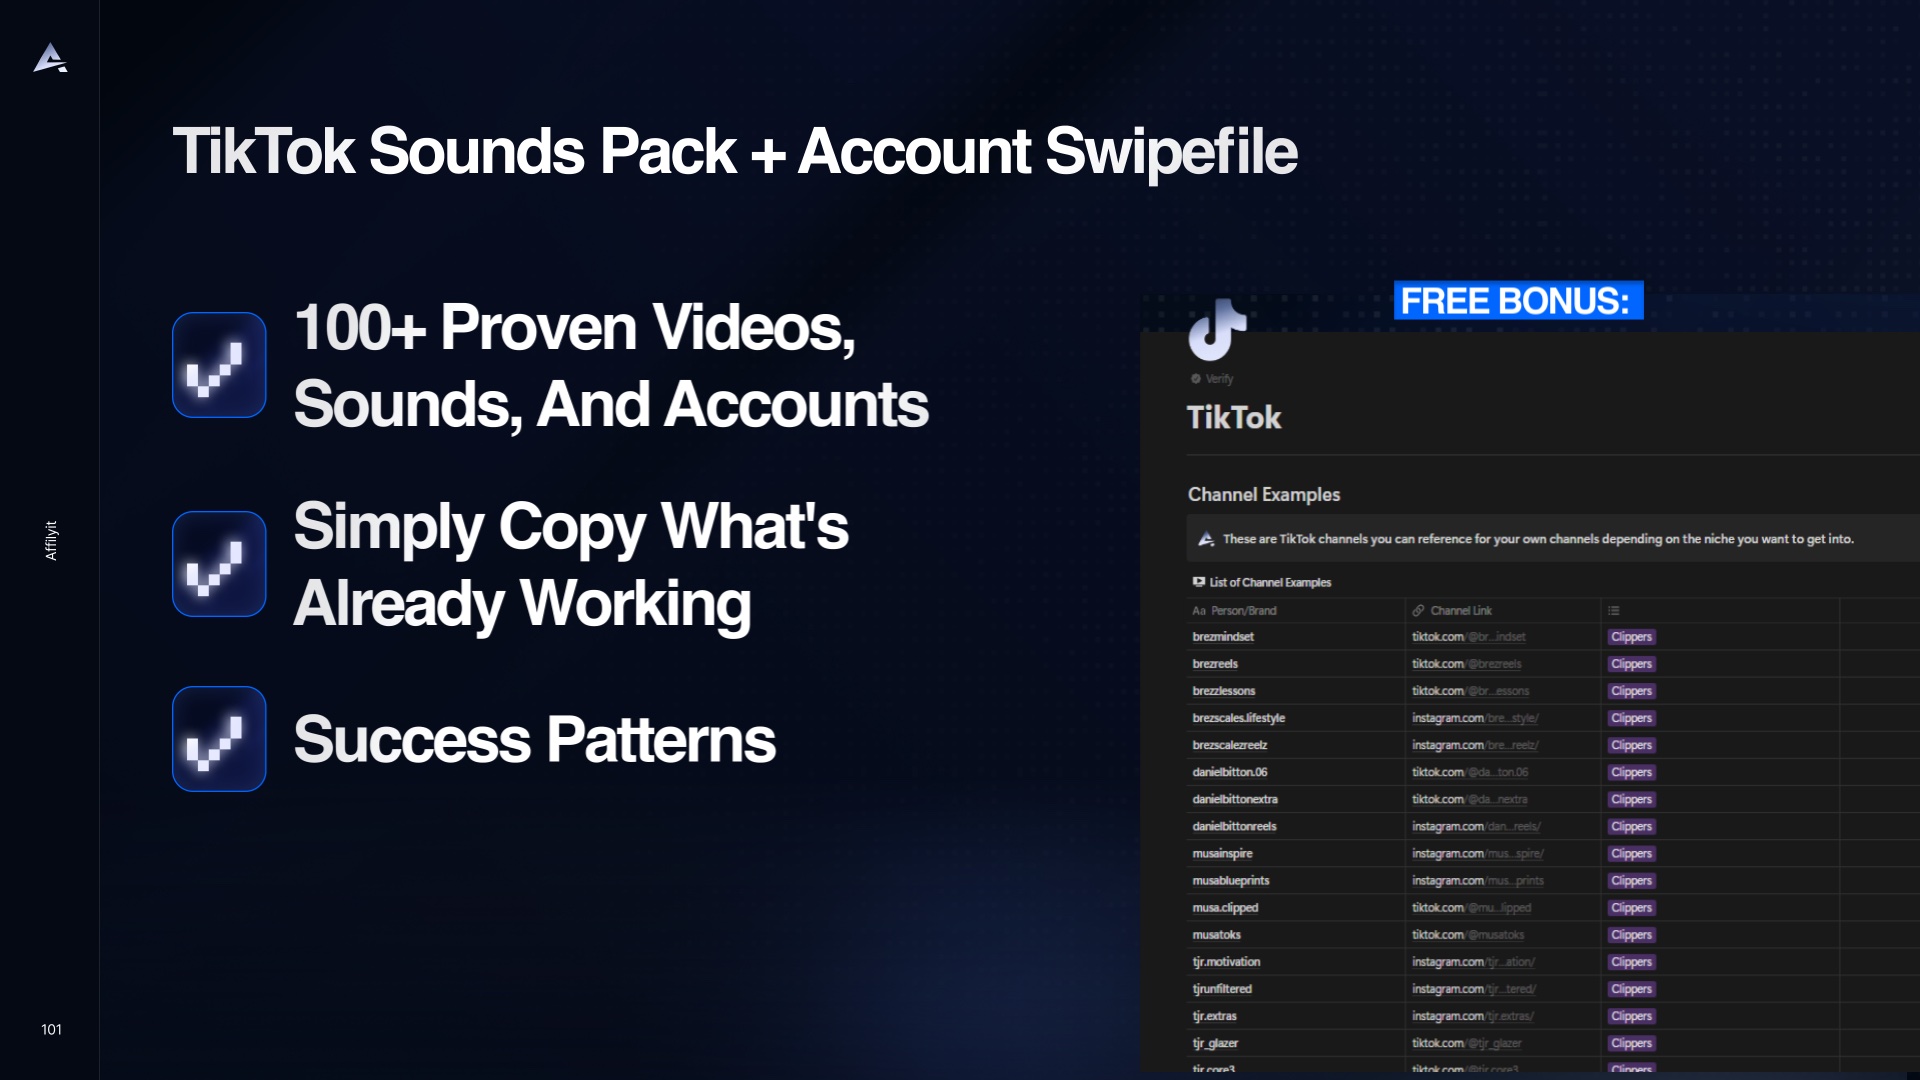 TikTok Sounds Pack + Account Swipefile
100+ Proven Videos,
Sounds, And Accounts
Simply Copy What's
Already Working
Success Patterns
Affilyit
101
FREE BONUS:
Verify
TikTok
Channel Examples
These are TikTok channels you can reference for your own channels depending on the niche you want to get into.
List of Channel Examples
Aa Person/Brand Channel Link
brezmindset tiktok.com/@br...indset Clippers
brezreels tiktok.com/@brezreels Clippers
brezzlessons tiktok.com/@br...essons Clippers
brezscales.lifestyle instagram.com/bre...style/ Clippers
brezscalezreelz instagram.com/bre...reelz/ Clippers
danielbitton.06 tiktok.com/@da...ton.06 Clippers
danielbittonextra tiktok.com/@da...nextra Clippers
danielbittonreels instagram.com/dan...reels/ Clippers
musainspire instagram.com/mus...spire/ Clippers
musablueprints instagram.com/mus...prints Clippers
musa.clipped tiktok.com/@mu...lipped Clippers
musatoks tiktok.com/@musatoks Clippers
tjr.motivation instagram.com/tjr...ation/ Clippers
tjrunfiltered instagram.com/tjr...tered/ Clippers
tjr.extras instagram.com/tjr.extras/ Clippers
tjr_glazer tiktok.com/@tjr_glazer Clippers
tjr.core3 tiktok.com/@tjr.core3 Clippers